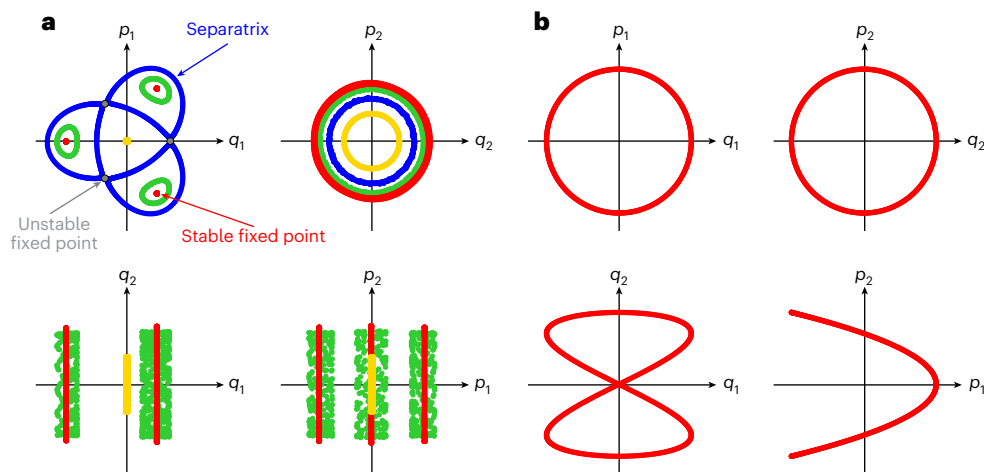 a
b
p₁
Separatrix
p₂
p₁
p₂
q₁
q₂
q₁
q₂
Unstable
fixed point
Stable fixed point
q₂
p₂
q₂
p₂
q₁
p₁
q₁
p₁